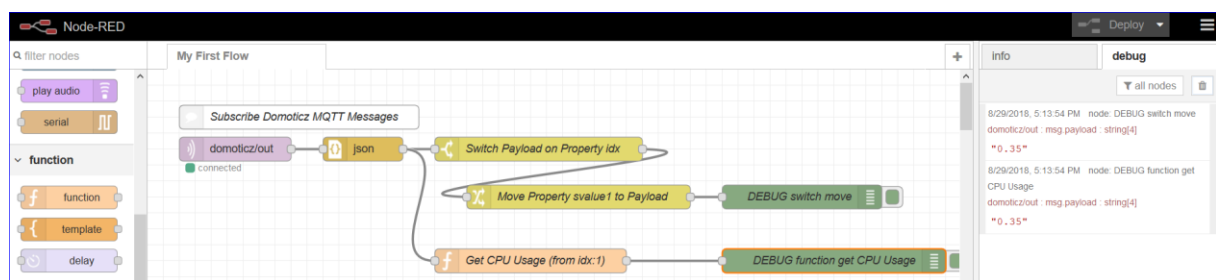 Node-RED
Deploy
filter nodes
My First Flow
+
info
debug
all nodes
play audio
serial
function
function
template
delay
Subscribe Domoticz MQTT Messages
domoticz/out
connected
json
Switch Payload on Property idx
Move Property svalue1 to Payload
DEBUG switch move
Get CPU Usage (from idx:1)
DEBUG function get CPU Usage
8/29/2018, 5:13:54 PM node: DEBUG switch move
domoticz/out : msg.payload : string[4]
"0.35"
8/29/2018, 5:13:54 PM node: DEBUG function get
CPU Usage
domoticz/out : msg.payload : string[4]
"0.35"